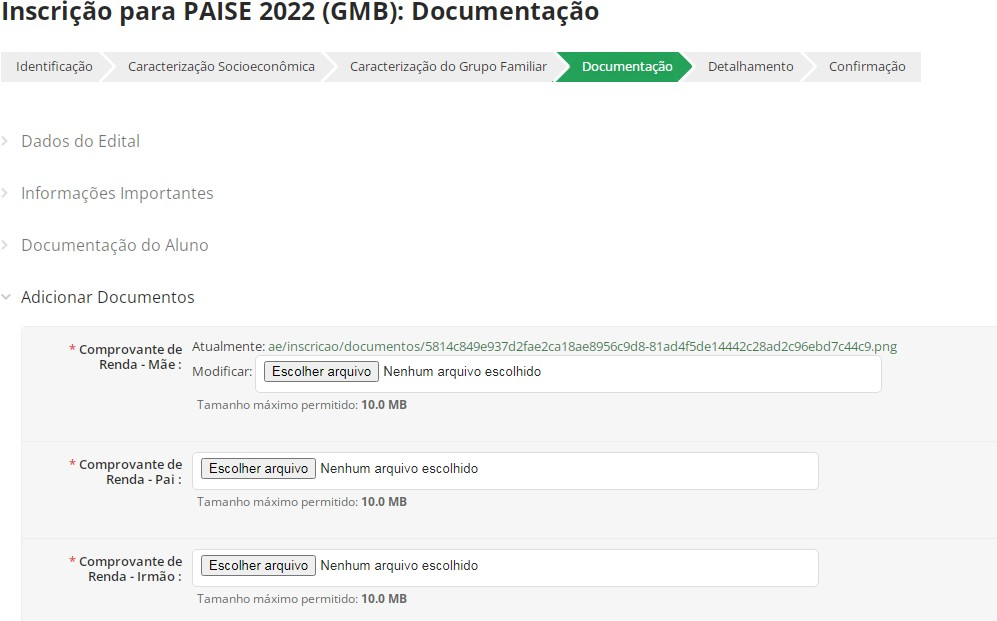 Inscrição para PAISE 2022 (GMB): Documentação
Identificação Caracterização Socioeconômica Caracterização do Grupo Familiar Documentação Detalhamento Confirmação
Dados do Edital
Informações Importantes
Documentação do Aluno
Adicionar Documentos
* Comprovante de Renda - Mãe :
Atualmente: ae/inscricao/documentos/5814c849e937d2fae2ca18ae8956c9d8-81ad4f5de14442c28ad2c96ebd7c44c9.png
Modificar: Escolher arquivo Nenhum arquivo escolhido
Tamanho máximo permitido: 10.0 MB
* Comprovante de
Renda - Pai :
Escolher arquivo Nenhum arquivo escolhido
Tamanho máximo permitido: 10.0 MB
* Comprovante de
Renda - Irmão :
Escolher arquivo Nenhum arquivo escolhido
Tamanho máximo permitido: 10.0 MB